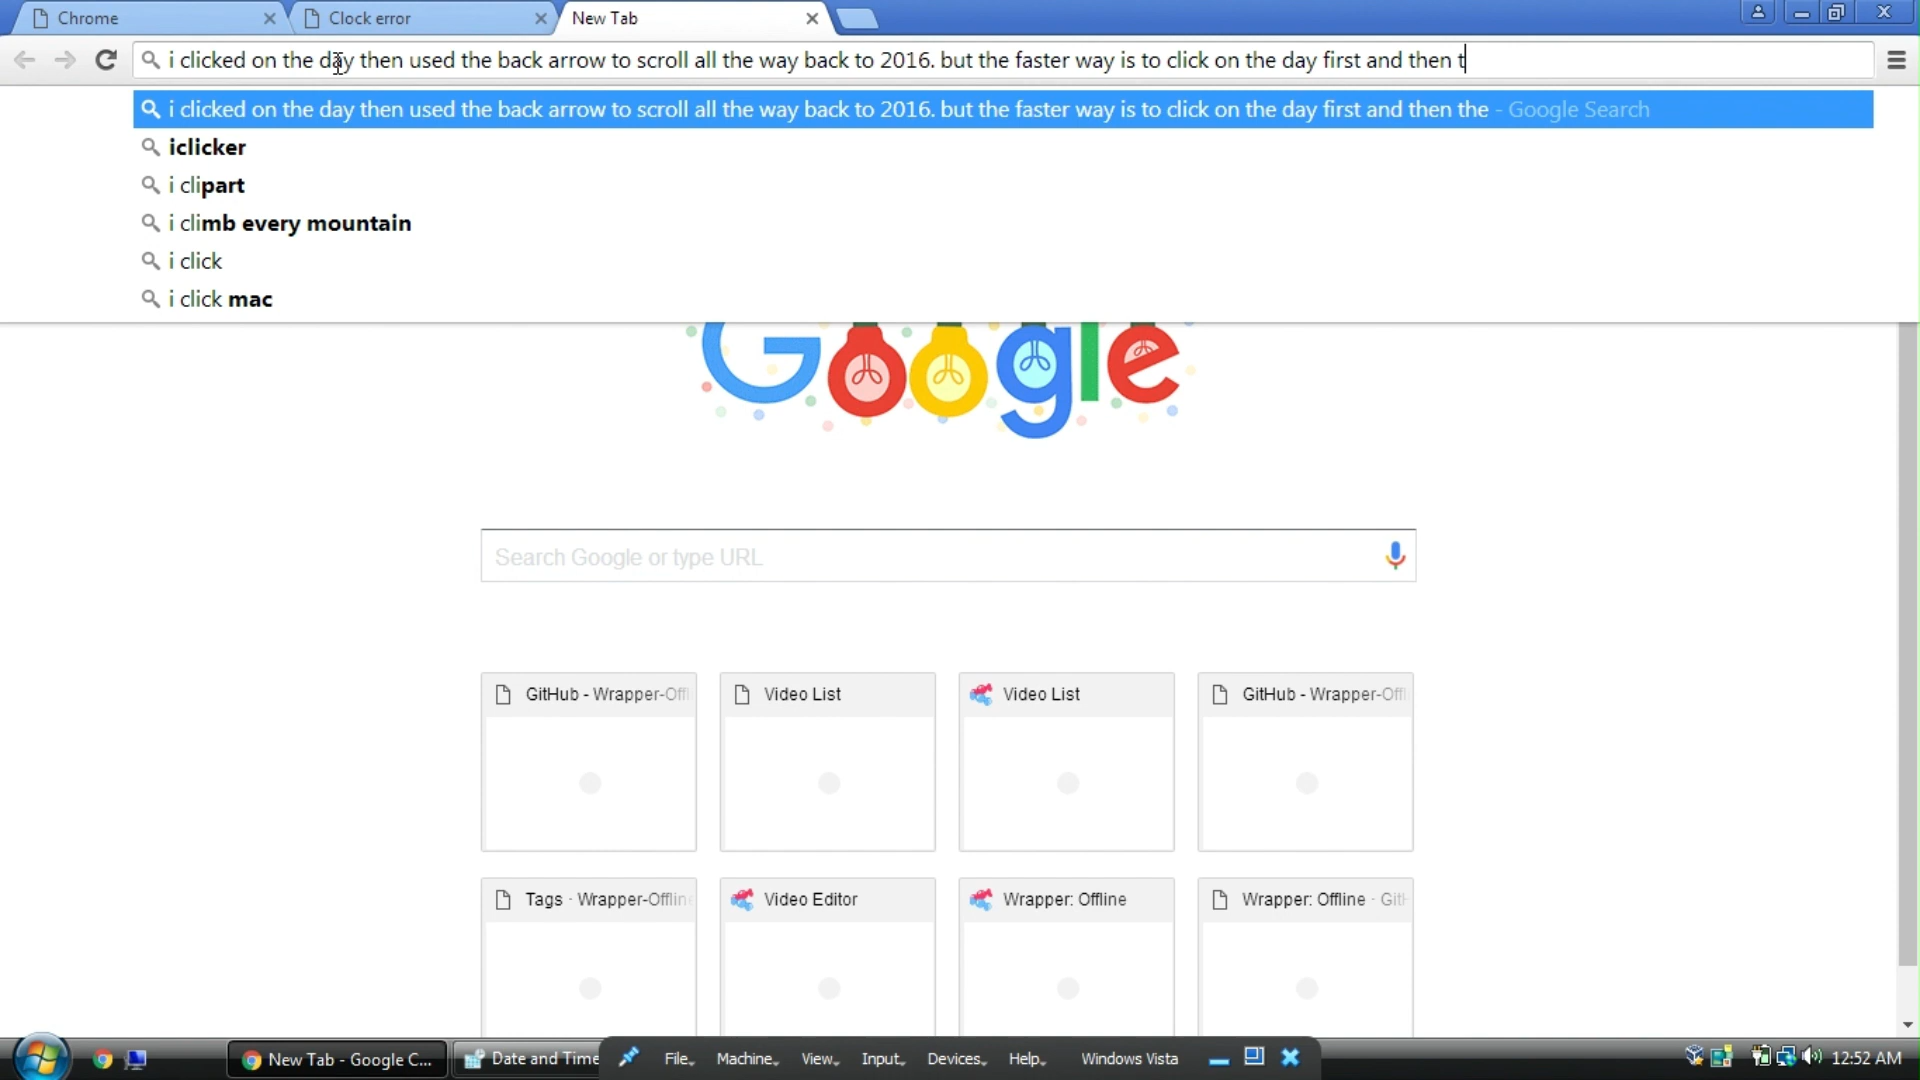 Chrome
Clock error
New Tab
i clicked on the day then used the back arrow to scroll all the way back to 2016. but the faster way is to click on the day first and then t
i clicked on the day then used the back arrow to scroll all the way back to 2016. but the faster way is to click on the day first and then the - Google Search
iclicker
i clipart
i climb every mountain
i click
i click mac
Google
Search Google or type URL
GitHub - Wrapper-Offl
Video List
Video List
GitHub - Wrapper-Offl
Tags · Wrapper-Offline
Video Editor
Wrapper: Offline
Wrapper: Offline · GitH
New Tab - Google C...
Date and Time
File
Machine
View
Input
Devices
Help
Windows Vista
12:52 AM